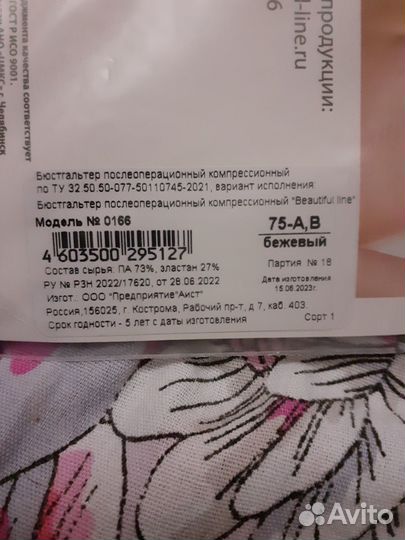 продукции:
l-line.ru
6
джмента качества соответствует
ГОСТ Р ИСО 9001.
г. Челябинск
Бюстгальтер послеоперационный компрессионный
по ТУ 32.50.50-077-50110745-2021, вариант исполнения:
Бюстгальтер послеоперационный компрессионный "Beautiful line"
Модель № 0166
75-A,B
бежевый
4 603500 295127
Партия № 18
Состав сырья: ПА 73%, эластан 27%
Дата изготовления
15.06.2023г.
РУ № РЗН 2022/17620, от 28.06.2022
Изгот.: ООО "Предприятие"Аист"
Россия,156025, г. Кострома, Рабочий пр-т, д 7, каб. 403.
Срок годности - 5 лет с даты изготовления
Сорт 1
Avito